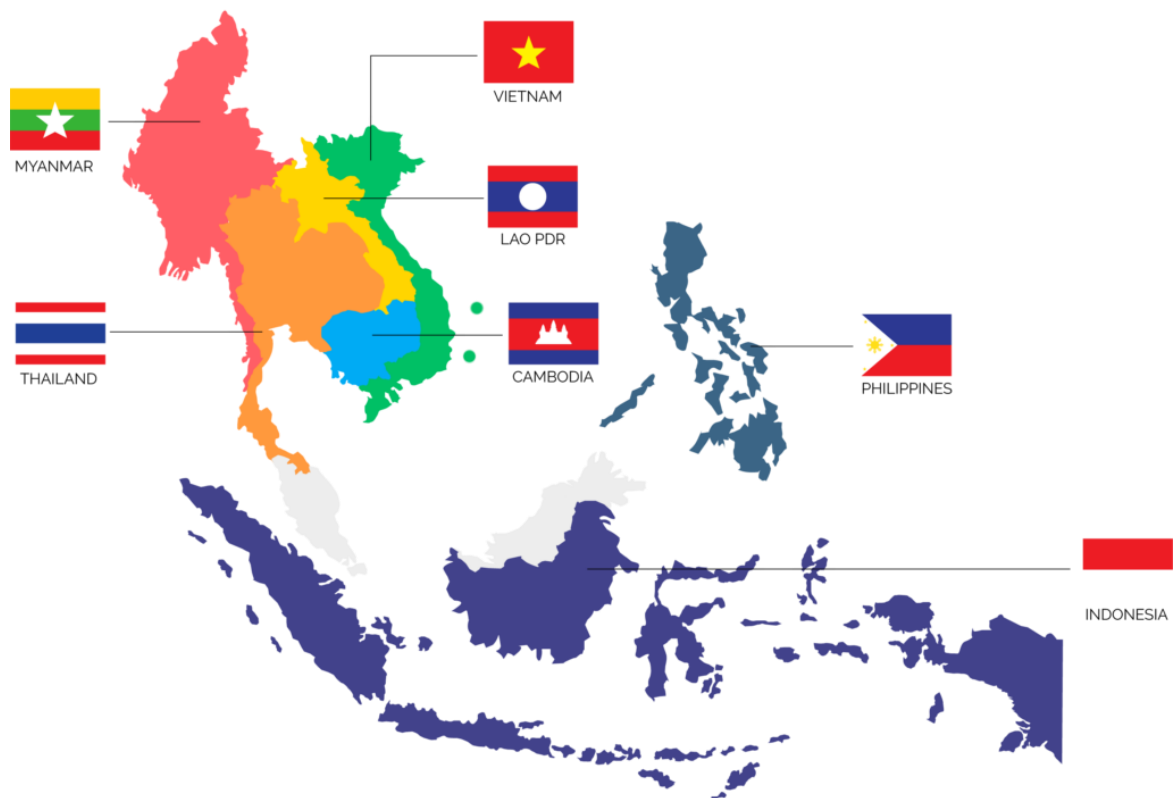 VIETNAM
MYANMAR
LAO PDR
THAILAND
CAMBODIA
PHILIPPINES
INDONESIA